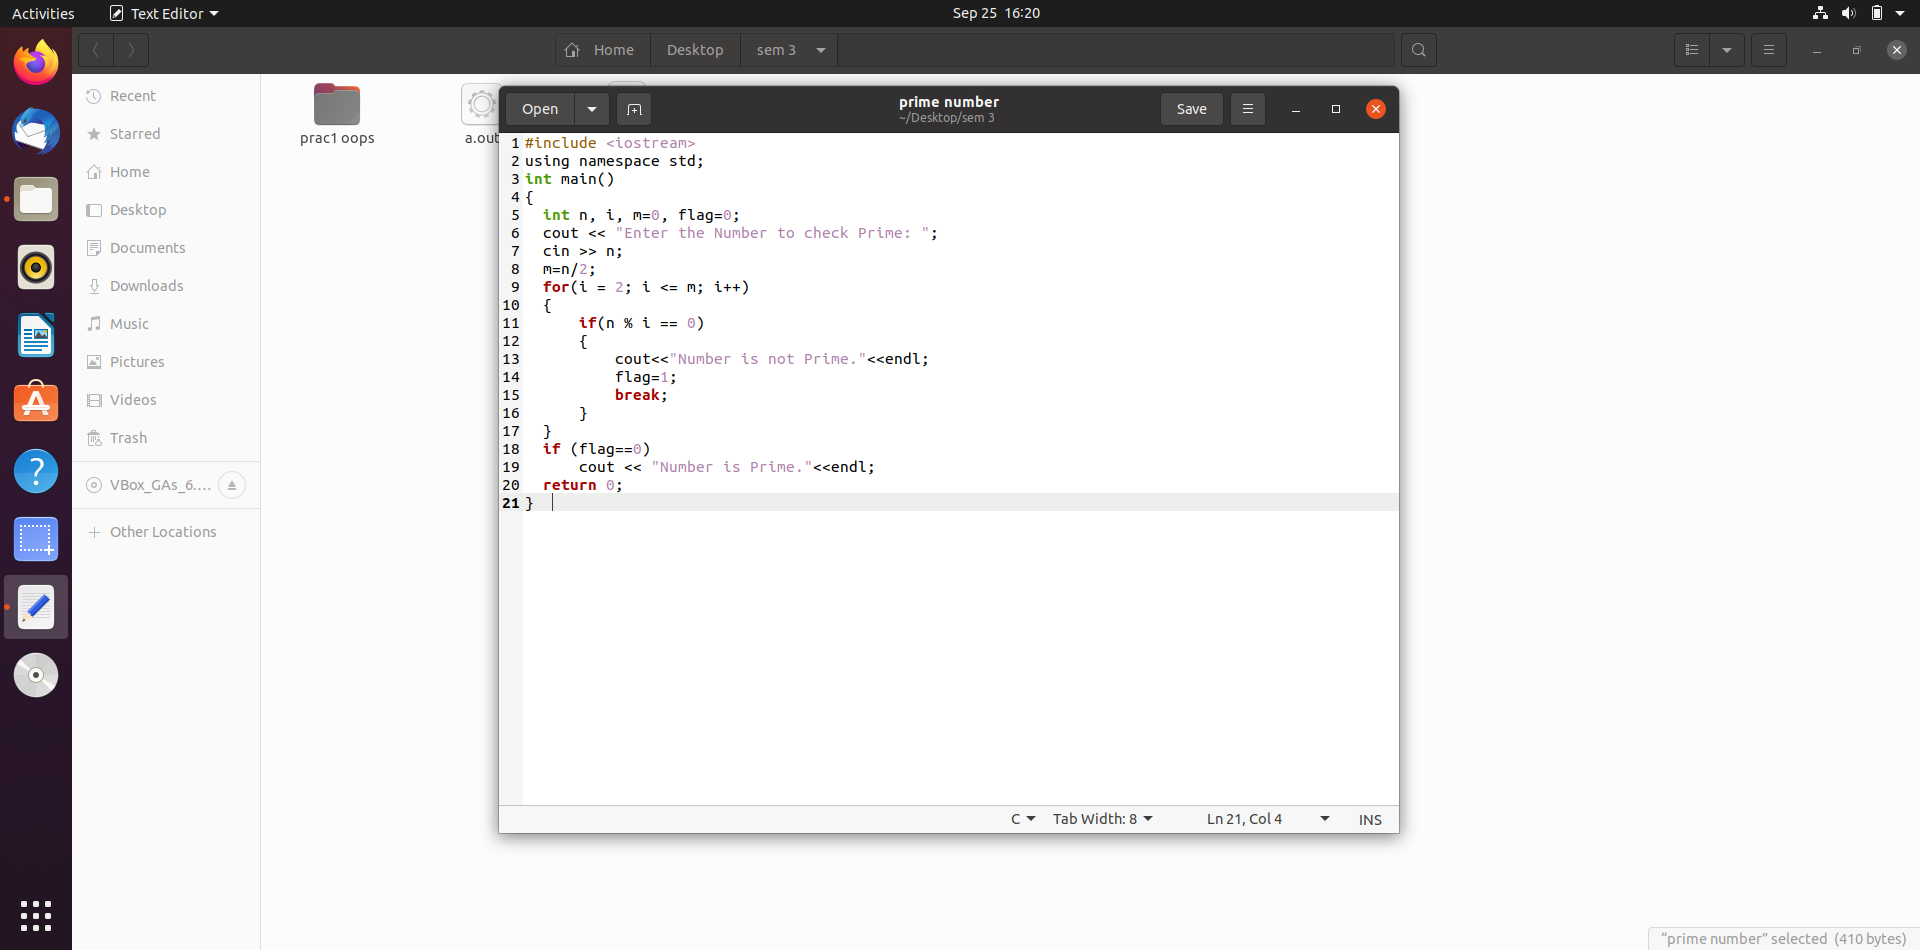 Activities
Text Editor
Sep 25 16:20
Home
Desktop
sem 3
Recent
Starred
Home
Desktop
Documents
Downloads
Music
Pictures
Videos
Trash
VBox_GAs_6....
Other Locations
prac1 oops
a.out
Open
prime number
~/Desktop/sem 3
Save
1 #include <iostream>
2 using namespace std;
3 int main()
4 {
5   int n, i, m=0, flag=0;
6   cout << "Enter the Number to check Prime: ";
7   cin >> n;
8   m=n/2;
9   for(i = 2; i <= m; i++)
10   {
11       if(n % i == 0)
12       {
13           cout<<"Number is not Prime."<<endl;
14           flag=1;
15           break;
16       }
17   }
18   if (flag==0)
19       cout << "Number is Prime."<<endl;
20   return 0;
21 }
C
Tab Width: 8
Ln 21, Col 4
INS
“prime number” selected (410 bytes)